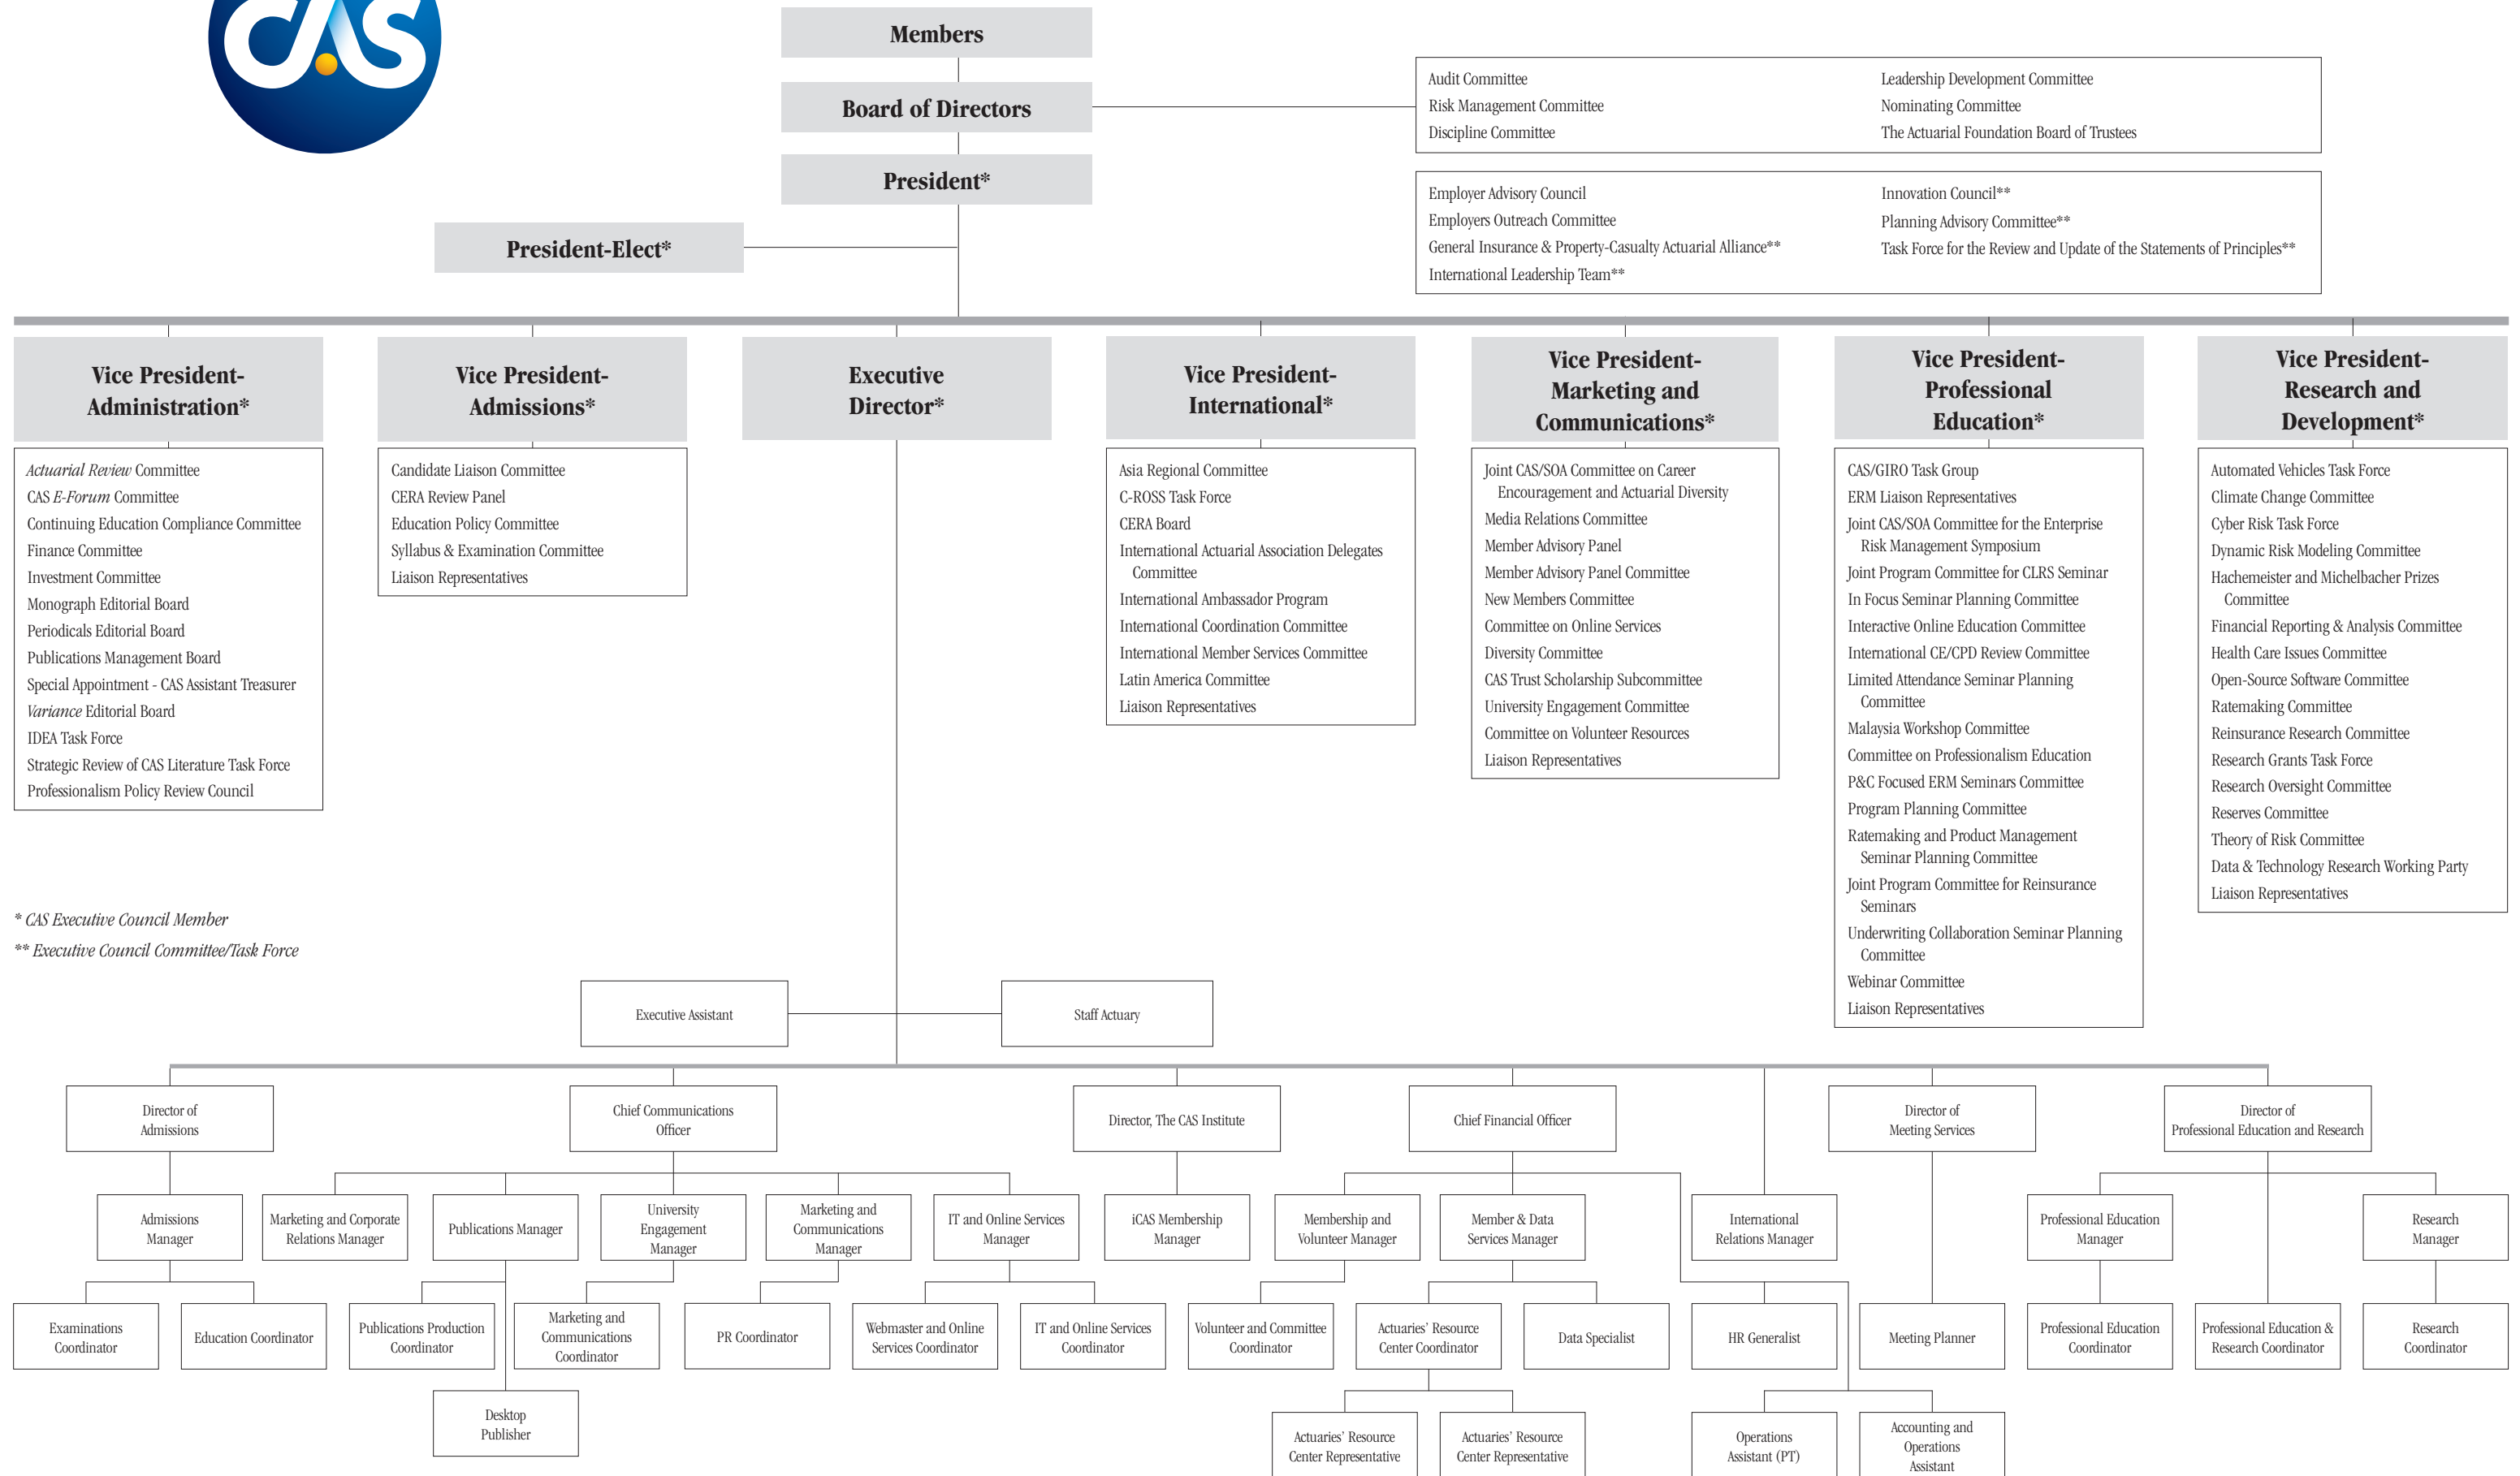 CAS
Members
Board of Directors
President*
President-Elect*
Audit Committee
Risk Management Committee
Discipline Committee
Leadership Development Committee
Nominating Committee
The Actuarial Foundation Board of Trustees
Employer Advisory Council
Employers Outreach Committee
General Insurance & Property-Casualty Actuarial Alliance**
International Leadership Team**
Innovation Council**
Planning Advisory Committee**
Task Force for the Review and Update of the Statements of Principles**
Vice President-
Administration*
Actuarial Review Committee
CAS E-Forum Committee
Continuing Education Compliance Committee
Finance Committee
Investment Committee
Monograph Editorial Board
Periodicals Editorial Board
Publications Management Board
Special Appointment - CAS Assistant Treasurer
Variance Editorial Board
IDEA Task Force
Strategic Review of CAS Literature Task Force
Professionalism Policy Review Council
Vice President-
Admissions*
Candidate Liaison Committee
CERA Review Panel
Education Policy Committee
Syllabus & Examination Committee
Liaison Representatives
Executive
Director*
Vice President-
International*
Asia Regional Committee
C-ROSS Task Force
CERA Board
International Actuarial Association Delegates
Committee
International Ambassador Program
International Coordination Committee
International Member Services Committee
Latin America Committee
Liaison Representatives
Vice President-
Marketing and
Communications*
Joint CAS/SOA Committee on Career
Encouragement and Actuarial Diversity
Media Relations Committee
Member Advisory Panel
Member Advisory Panel Committee
New Members Committee
Committee on Online Services
Diversity Committee
CAS Trust Scholarship Subcommittee
University Engagement Committee
Committee on Volunteer Resources
Liaison Representatives
Vice President-
Professional
Education*
CAS/GIRO Task Group
ERM Liaison Representatives
Joint CAS/SOA Committee for the Enterprise
Risk Management Symposium
Joint Program Committee for CLRS Seminar
In Focus Seminar Planning Committee
Interactive Online Education Committee
International CE/CPD Review Committee
Limited Attendance Seminar Planning
Committee
Malaysia Workshop Committee
Committee on Professionalism Education
P&C Focused ERM Seminars Committee
Program Planning Committee
Ratemaking and Product Management
Seminar Planning Committee
Joint Program Committee for Reinsurance
Seminars
Underwriting Collaboration Seminar Planning
Committee
Webinar Committee
Liaison Representatives
Vice President-
Research and
Development*
Automated Vehicles Task Force
Climate Change Committee
Cyber Risk Task Force
Dynamic Risk Modeling Committee
Hachemeister and Michelbacher Prizes
Committee
Financial Reporting & Analysis Committee
Health Care Issues Committee
Open-Source Software Committee
Ratemaking Committee
Reinsurance Research Committee
Research Grants Task Force
Research Oversight Committee
Reserves Committee
Theory of Risk Committee
Data & Technology Research Working Party
Liaison Representatives
* CAS Executive Council Member
** Executive Council Committee/Task Force
Executive Assistant
Staff Actuary
Director of
Admissions
Chief Communications
Officer
Director, The CAS Institute
Chief Financial Officer
Director of
Meeting Services
Director of
Professional Education and Research
Admissions
Manager
Marketing and Corporate
Relations Manager
Publications Manager
University
Engagement
Manager
Marketing and
Communications
Manager
IT and Online Services
Manager
iCAS Membership
Manager
Membership and
Volunteer Manager
Member & Data
Services Manager
International
Relations Manager
Professional Education
Manager
Research
Manager
Examinations
Coordinator
Education Coordinator
Publications Production
Coordinator
Marketing and
Communications
Coordinator
PR Coordinator
Webmaster and Online
Services Coordinator
IT and Online Services
Coordinator
Volunteer and Committee
Coordinator
Actuaries' Resource
Center Coordinator
Data Specialist
HR Generalist
Meeting Planner
Professional Education
Coordinator
Professional Education &
Research Coordinator
Research
Coordinator
Desktop
Publisher
Actuaries' Resource
Center Representative
Actuaries' Resource
Center Representative
Operations
Assistant (PT)
Accounting and
Operations
Assistant